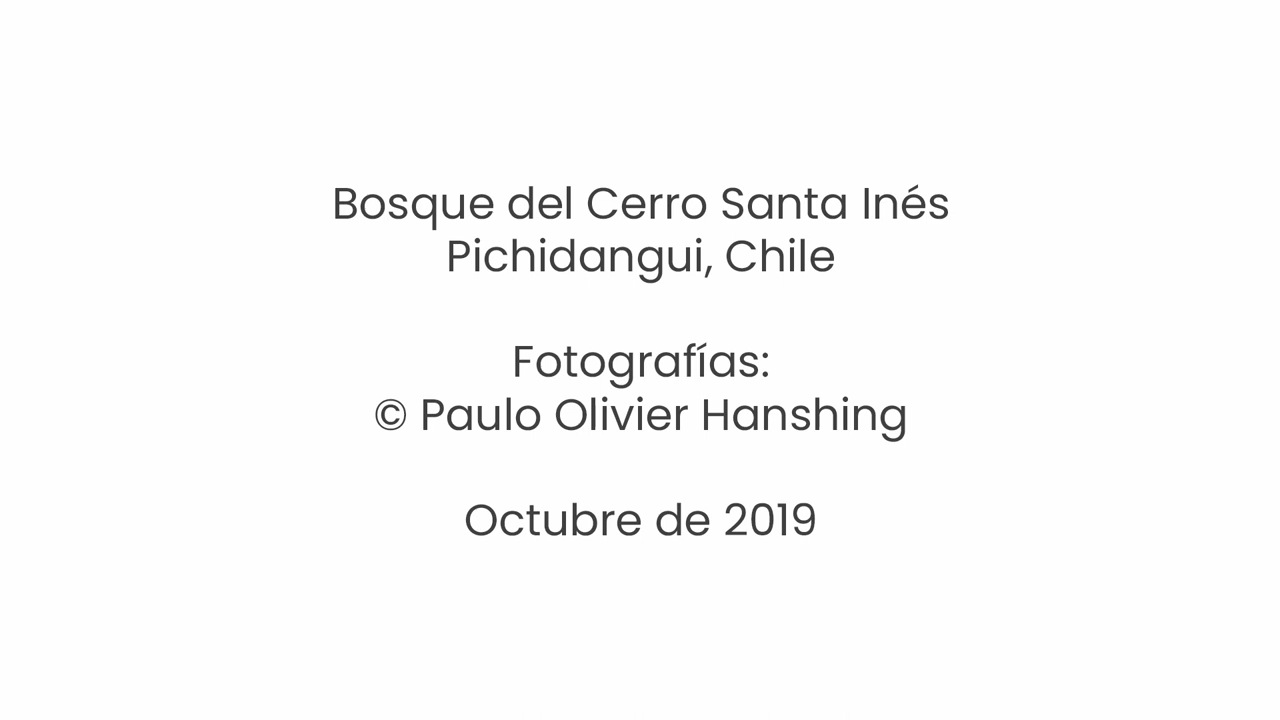 Bosque del Cerro Santa Inés
Pichidangui, Chile
Fotografías:
© Paulo Olivier Hanshing
Octubre de 2019